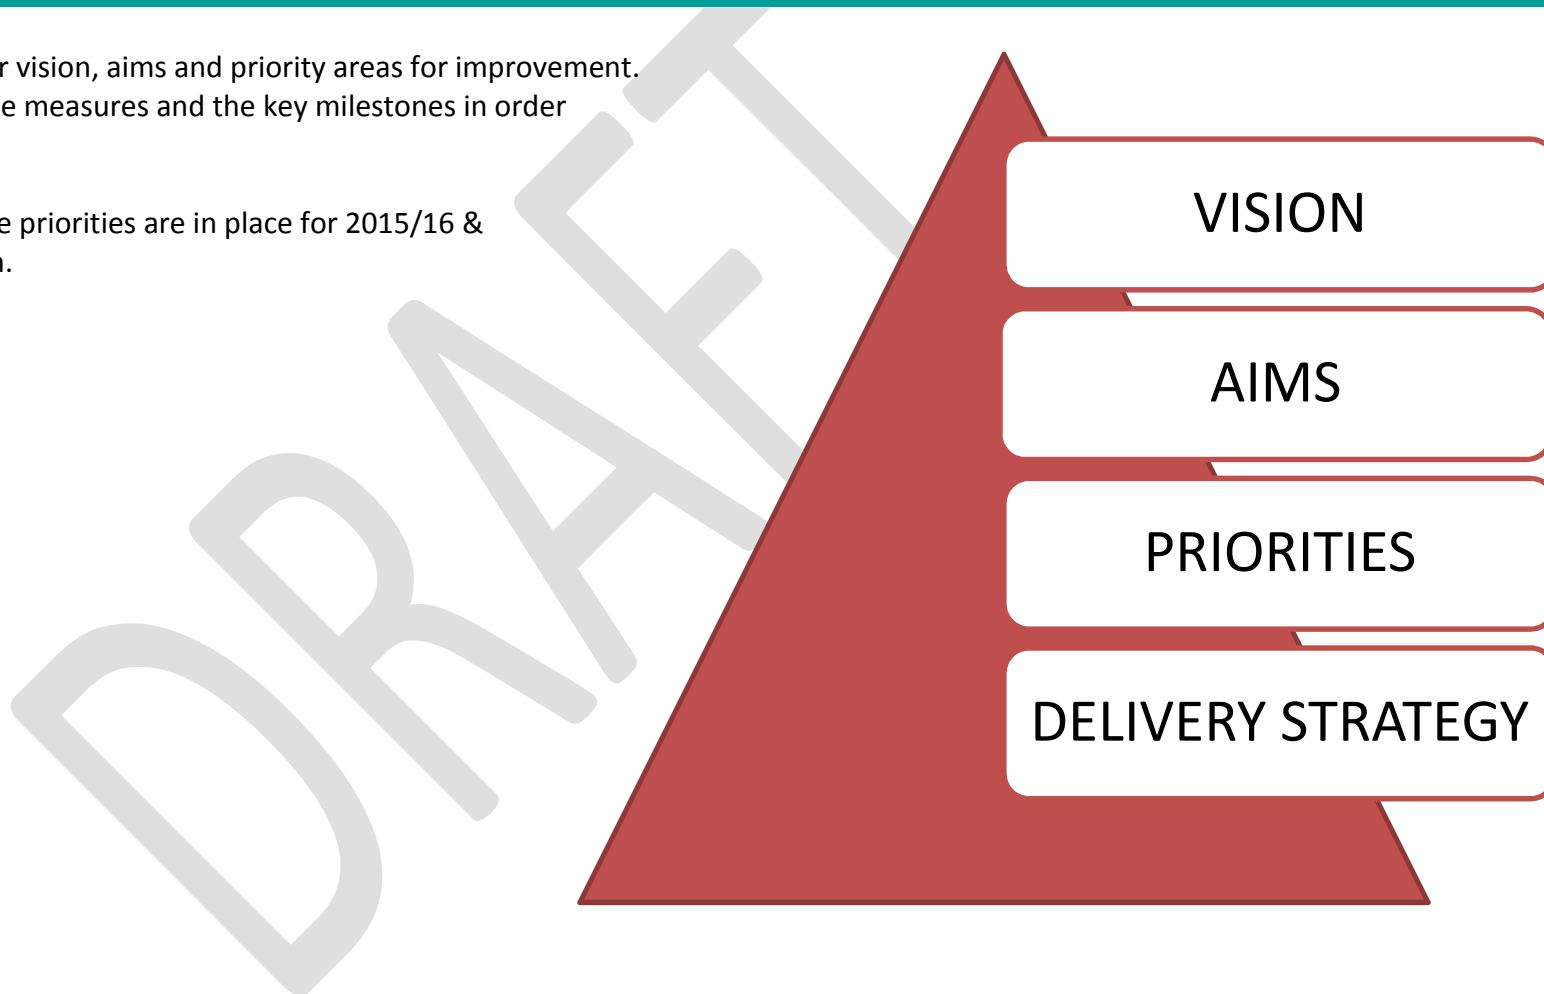 r vision, aims and priority areas for improvement.
e measures and the key milestones in order
e priorities are in place for 2015/16 &
n.
VISION
AIMS
PRIORITIES
DELIVERY STRATEGY
DRAFT